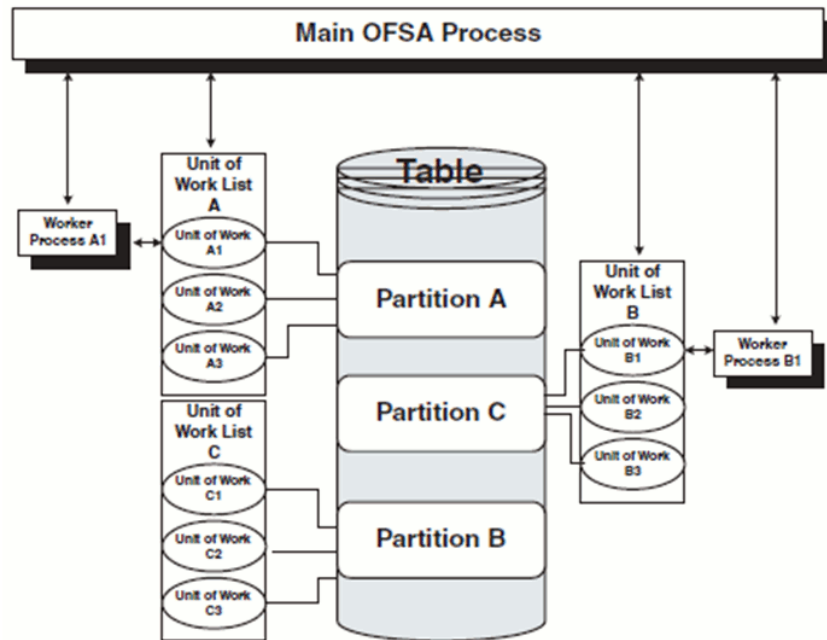 Main OFSA Process
Unit of
Work List
A
Worker
Process A1
Unit of Work
A1
Unit of Work
A2
Unit of Work
A3
Table
Partition A
Partition C
Partition B
Unit of
Work List
B
Unit of Work
B1
Unit of Work
B2
Unit of Work
B3
Worker
Process B1
Unit of
Work List
C
Unit of Work
C1
Unit of Work
C2
Unit of Work
C3